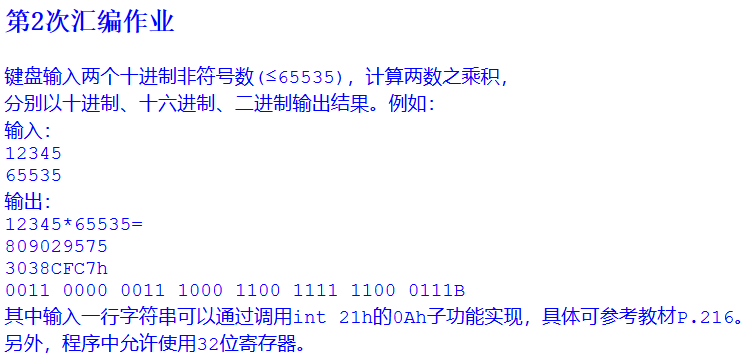 第2次汇编作业
键盘输入两个十进制非符号数(≤65535)，计算两数之乘积，
分别以十进制、十六进制、二进制输出结果。例如：
输入：
12345
65535
输出：
12345*65535=
809029575
3038CFC7h
0011 0000 0011 1000 1100 1111 1100 0111B
其中输入一行字符串可以通过调用int 21h的0Ah子功能实现，具体可参考教材P.216。
另外，程序中允许使用32位寄存器。